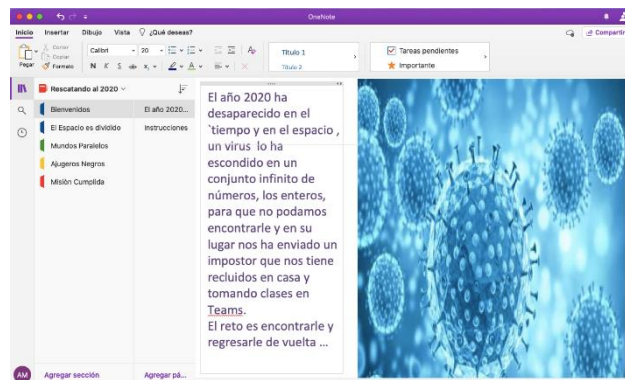 OneNote
Inicio Insertar Dibujo Vista ¿Qué deseas?
Compartir
Pegar
Cortar
Copiar
Formato
Calibri 20
N K S ab x, A
Título 1
Título 2
Tareas pendientes
Importante
Rescatando al 2020
Bienvenidos
El Espacio es dividido
Mundos Paralelos
Ajugeros Negros
Misión Cumplida
El año 2020...
Instrucciones
El año 2020 ha
desaparecido en el
`tiempo y en el espacio ,
un virus lo ha
escondido en un
conjunto infinito de
números, los enteros,
para que no podamos
encontrarle y en su
lugar nos ha enviado un
impostor que nos tiene
recluidos en casa y
tomando clases en
Teams.
El reto es encontrarle y
regresarle de vuelta ...
AM
Agregar sección
Agregar pá...